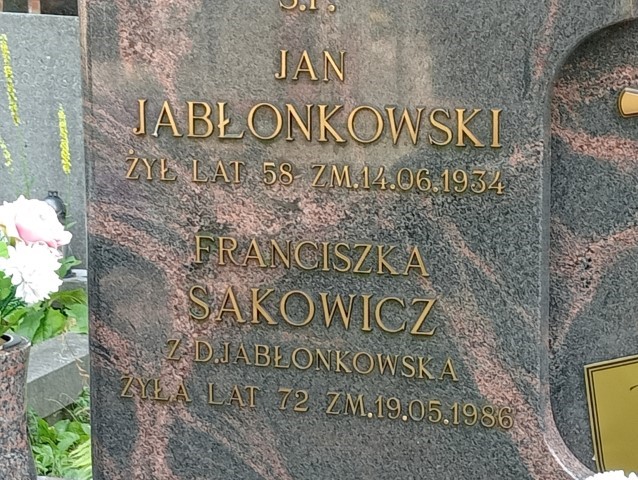 Ś.P.
JAN
JABŁONKOWSKI
ŻYŁ LAT 58 ZM.14.06.1934
FRANCISZKA
SAKOWICZ
Z D.JABŁONKOWSKA
ŻYŁA LAT 72 ZM.19.05.1986